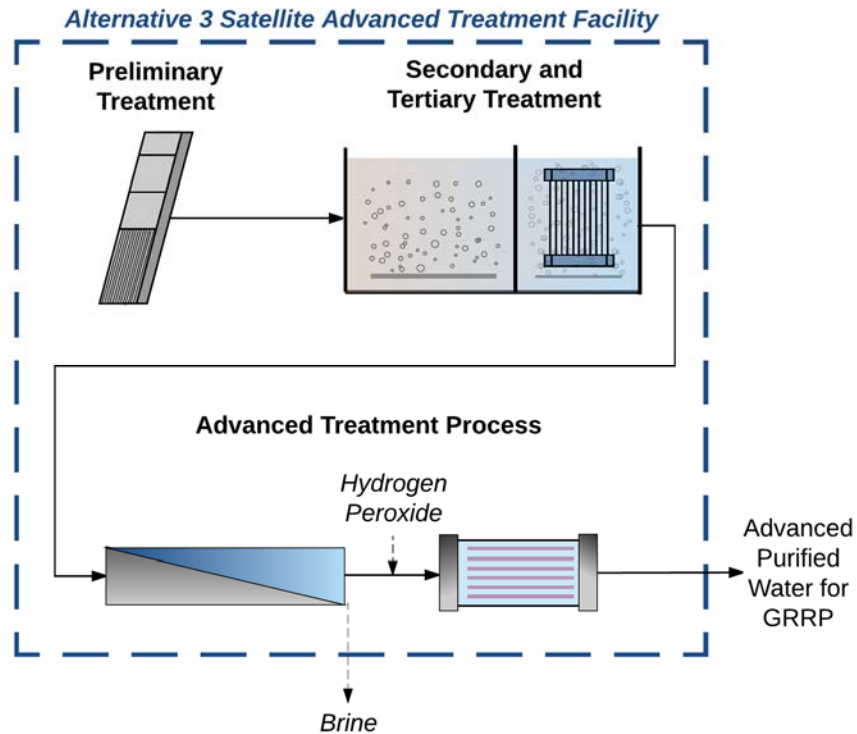 Alternative 3 Satellite Advanced Treatment Facility
Preliminary
Treatment
Secondary and
Tertiary Treatment
Advanced Treatment Process
Hydrogen
Peroxide
Advanced
Purified
Water for
GRRP
Brine